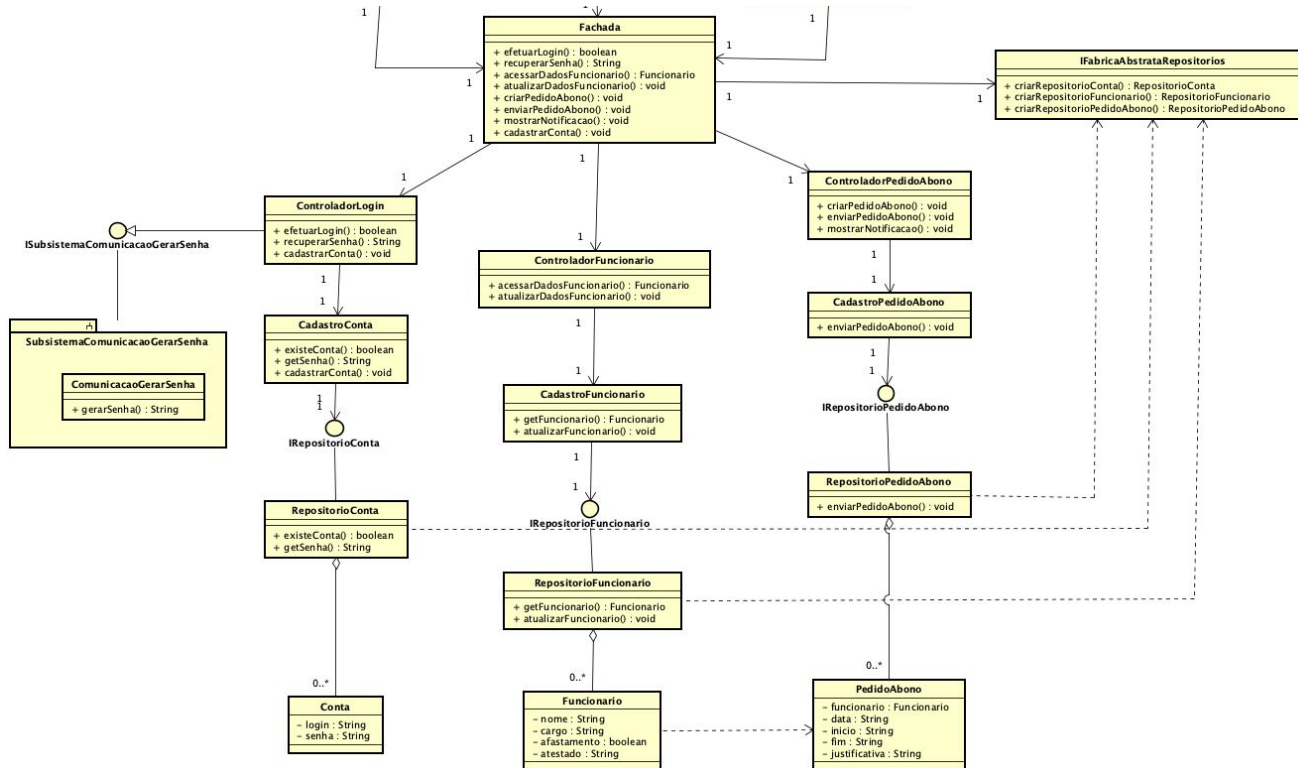 1
1
1
Fachada
+ efetuarLogin() : boolean
+ recuperarSenha() : String
+ acessarDadosFuncionario() : Funcionario
+ atualizarDadosFuncionario() : void
+ criarPedidoAbono() : void
+ enviarPedidoAbono() : void
+ mostrarNotificacao() : void
+ cadastrarConta() : void
1
1
1
1
IFabricaAbstrataRepositorios
+ criarRepositorioConta() : RepositorioConta
+ criarRepositorioFuncionario() : RepositorioFuncionario
+ criarRepositorioPedidoAbono() : RepositorioPedidoAbono
1
1
1
1
ControladorPedidoAbono
+ criarPedidoAbono() : void
+ enviarPedidoAbono() : void
+ mostrarNotificacao() : void
ControladorLogin
+ efetuarLogin() : boolean
+ recuperarSenha() : String
+ cadastrarConta() : void
ISubsistemaComunicacaoGerarSenha
1
ControladorFuncionario
+ acessarDadosFuncionario() : Funcionario
+ atualizarDadosFuncionario() : void
1
1
1
1
CadastroPedidoAbono
+ enviarPedidoAbono() : void
CadastroConta
+ existeConta() : boolean
+ getSenha() : String
+ cadastrarConta() : void
SubsistemaComunicacaoGerarSenha
ComunicacaoGerarSenha
+ gerarSenha() : String
1
1
1
1
CadastroFuncionario
+ getFuncionario() : Funcionario
+ atualizarFuncionario() : void
IRepositorioPedidoAbono
1
1
IRepositorioConta
1
1
IRepositorioFuncionario
RepositorioPedidoAbono
+ enviarPedidoAbono() : void
RepositorioConta
+ existeConta() : boolean
+ getSenha() : String
RepositorioFuncionario
+ getFuncionario() : Funcionario
+ atualizarFuncionario() : void
0..*
0..*
0..*
Conta
- login : String
- senha : String
Funcionario
- nome : String
- cargo : String
- afastamento : boolean
- atestado : String
PedidoAbono
- funcionario : Funcionario
- data : String
- inicio : String
- fim : String
- justificativa : String